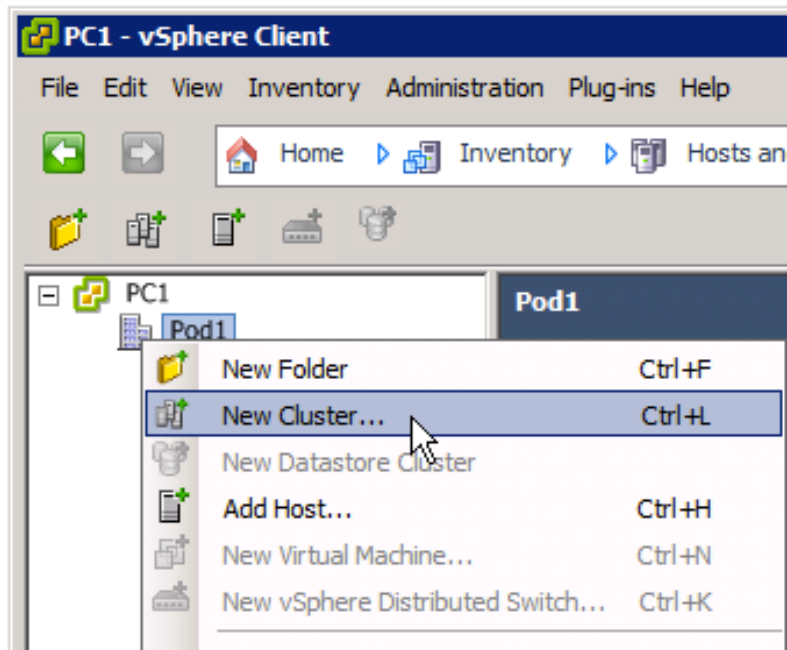 PC1 - vSphere Client
File Edit View Inventory Administration Plug-ins Help
Home Inventory Hosts an
PC1
Pod1
Pod1
New Folder Ctrl+F
New Cluster... Ctrl+L
New Datastore Cluster
Add Host... Ctrl+H
New Virtual Machine... Ctrl+N
New vSphere Distributed Switch... Ctrl+K